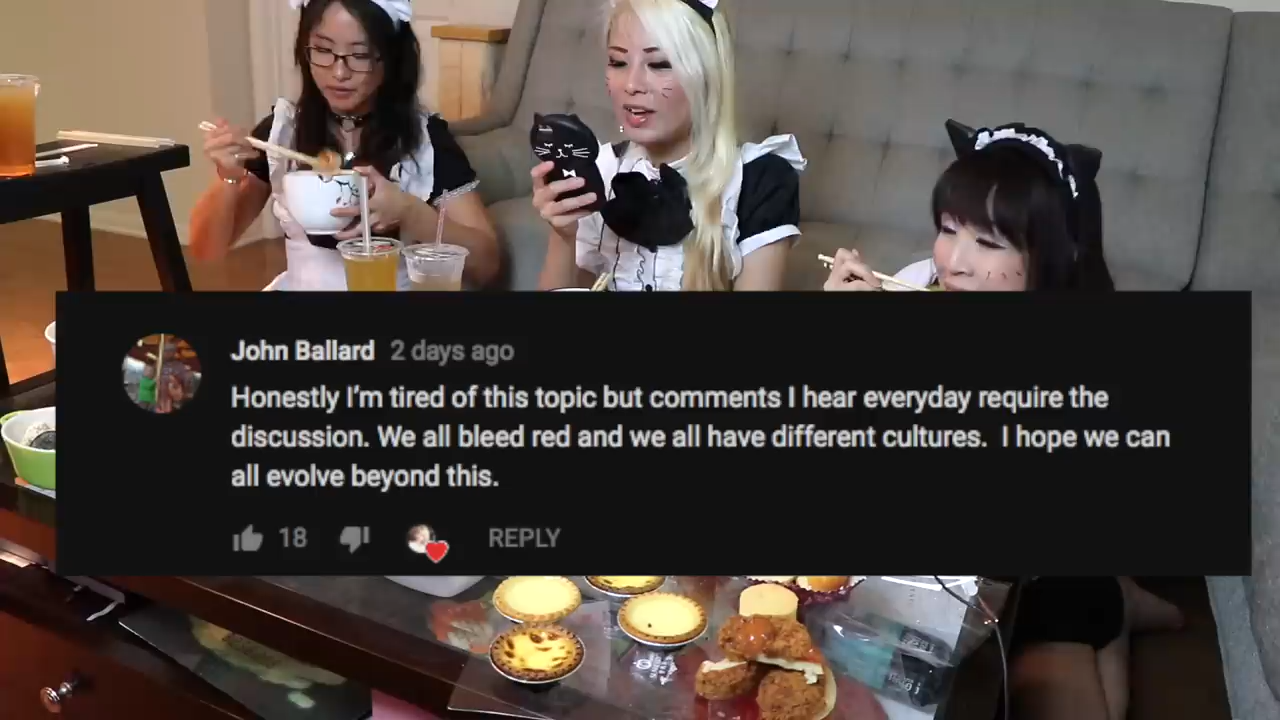 John Ballard 2 days ago
Honestly I'm tired of this topic but comments I hear everyday require the
discussion. We all bleed red and we all have different cultures.  I hope we can
all evolve beyond this.
18 REPLY